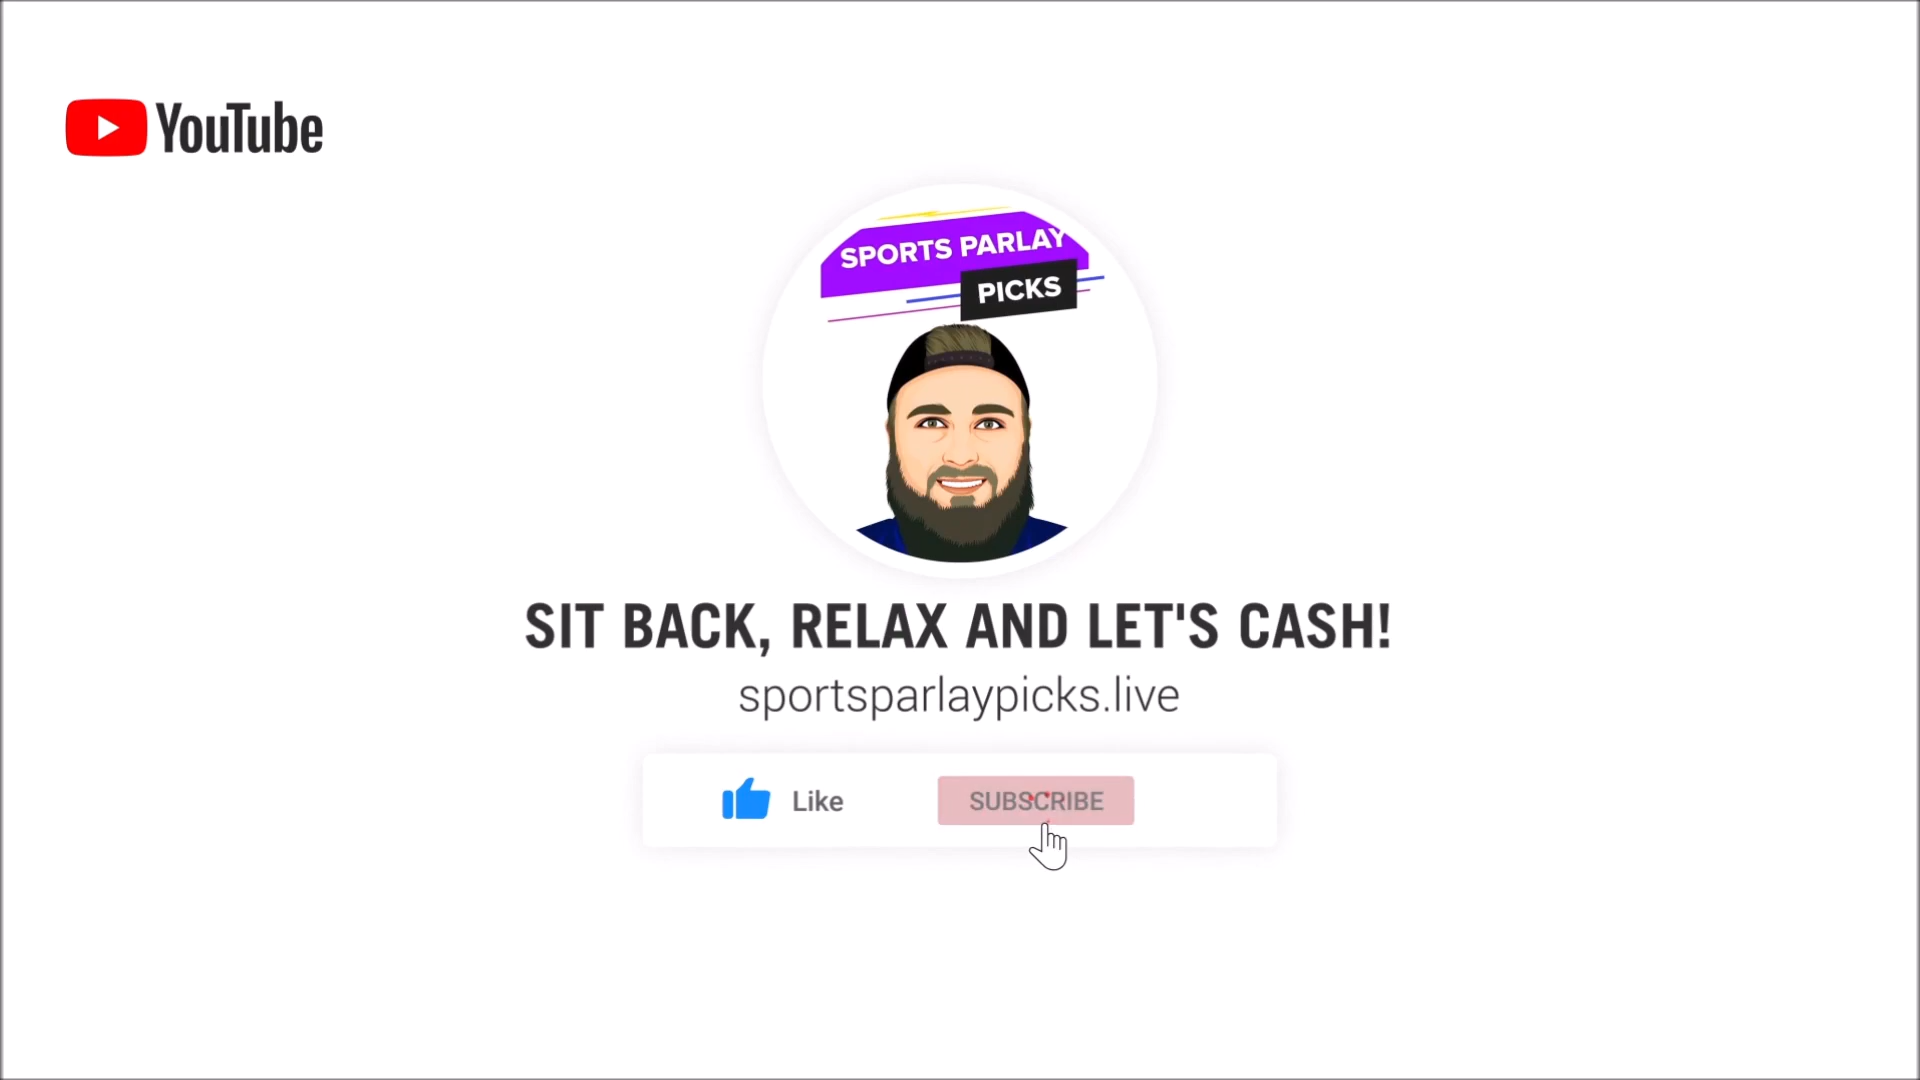 YouTube
SPORTS PARLAY
PICKS
SIT BACK, RELAX AND LET'S CASH!
sportsparlaypicks.live
Like
SUBSCRIBE